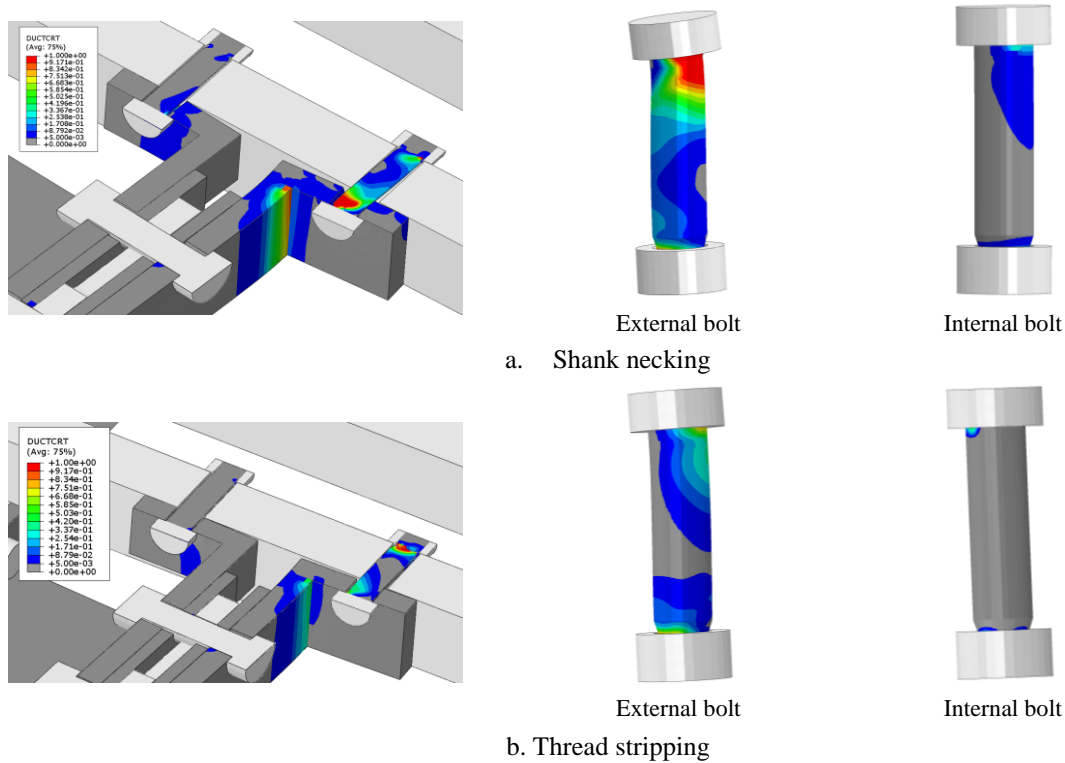 DUCTCRT
(Avg: 75%)
+1.000e+00
+9.171e-01
+8.342e-01
+7.513e-01
+6.683e-01
+5.854e-01
+5.025e-01
+4.196e-01
+3.367e-01
+2.538e-01
+1.708e-01
+8.792e-02
+5.000e-03
+0.000e+00
External bolt
Internal bolt
a. Shank necking
DUCTCRT
(Avg: 75%)
+1.00e+00
+9.17e-01
+8.34e-01
+7.51e-01
+6.68e-01
+5.85e-01
+5.03e-01
+4.20e-01
+3.37e-01
+2.54e-01
+1.71e-01
+8.79e-02
+5.00e-03
+0.00e+00
External bolt
Internal bolt
b. Thread stripping